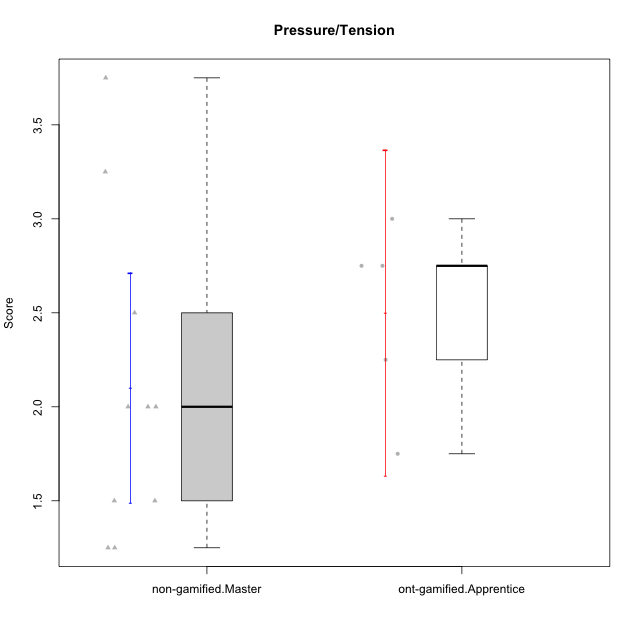 Pressure/Tension
Score
3.5
3.0
2.5
2.0
1.5
non-gamified.Master
ont-gamified.Apprentice